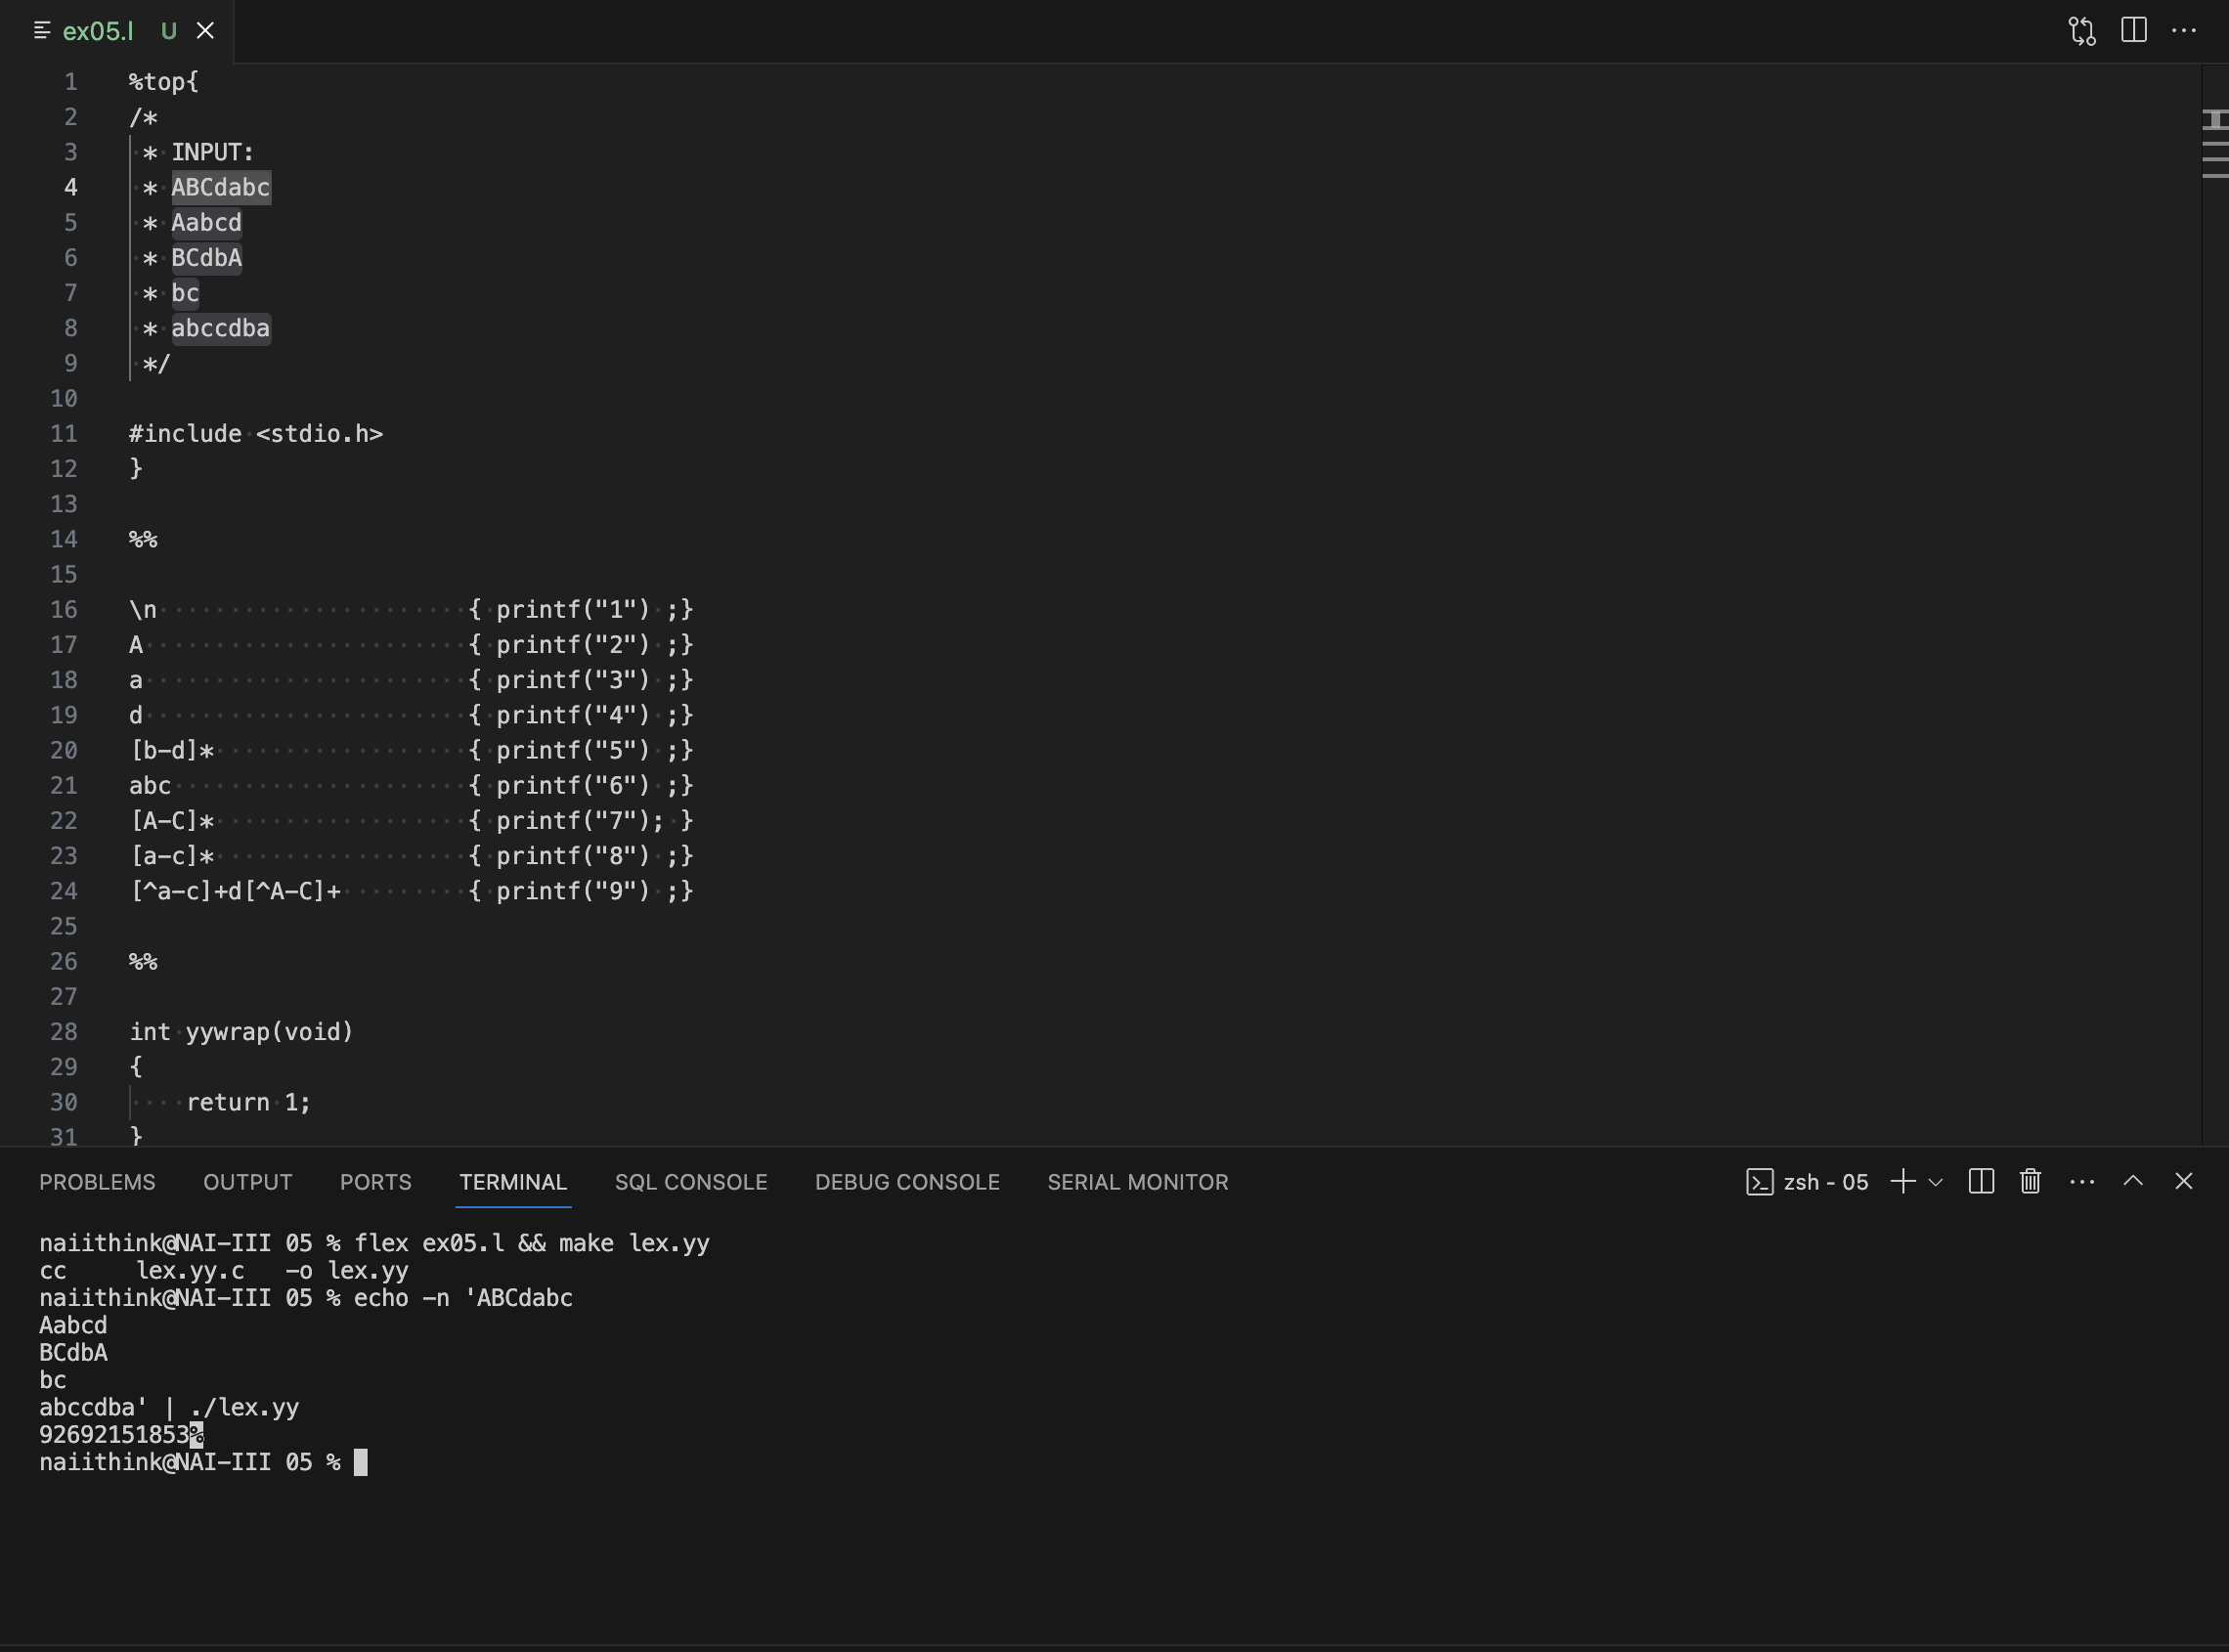 ex05.l U
1 %top{
2 /*
3 * INPUT:
4 * ABCdabc
5 * Aabcd
6 * BCdbA
7 * bc
8 * abccdba
9 */
10
11 #include <stdio.h>
12 }
13
14 %%
15
16 \n { printf("1") ;}
17 A { printf("2") ;}
18 a { printf("3") ;}
19 d { printf("4") ;}
20 [b-d]* { printf("5") ;}
21 abc { printf("6") ;}
22 [A-C]* { printf("7"); }
23 [a-c]* { printf("8") ;}
24 [^a-c]+d[^A-C]+ { printf("9") ;}
25
26 %%
27
28 int yywrap(void)
29 {
30 return 1;
31 }
PROBLEMS OUTPUT PORTS TERMINAL SQL CONSOLE DEBUG CONSOLE SERIAL MONITOR zsh - 05
naiithink@NAI-III 05 % flex ex05.l && make lex.yy
cc lex.yy.c -o lex.yy
naiithink@NAI-III 05 % echo -n 'ABCdabc
Aabcd
BCdbA
bc
abccdba' | ./lex.yy
92692151853%
naiithink@NAI-III 05 %